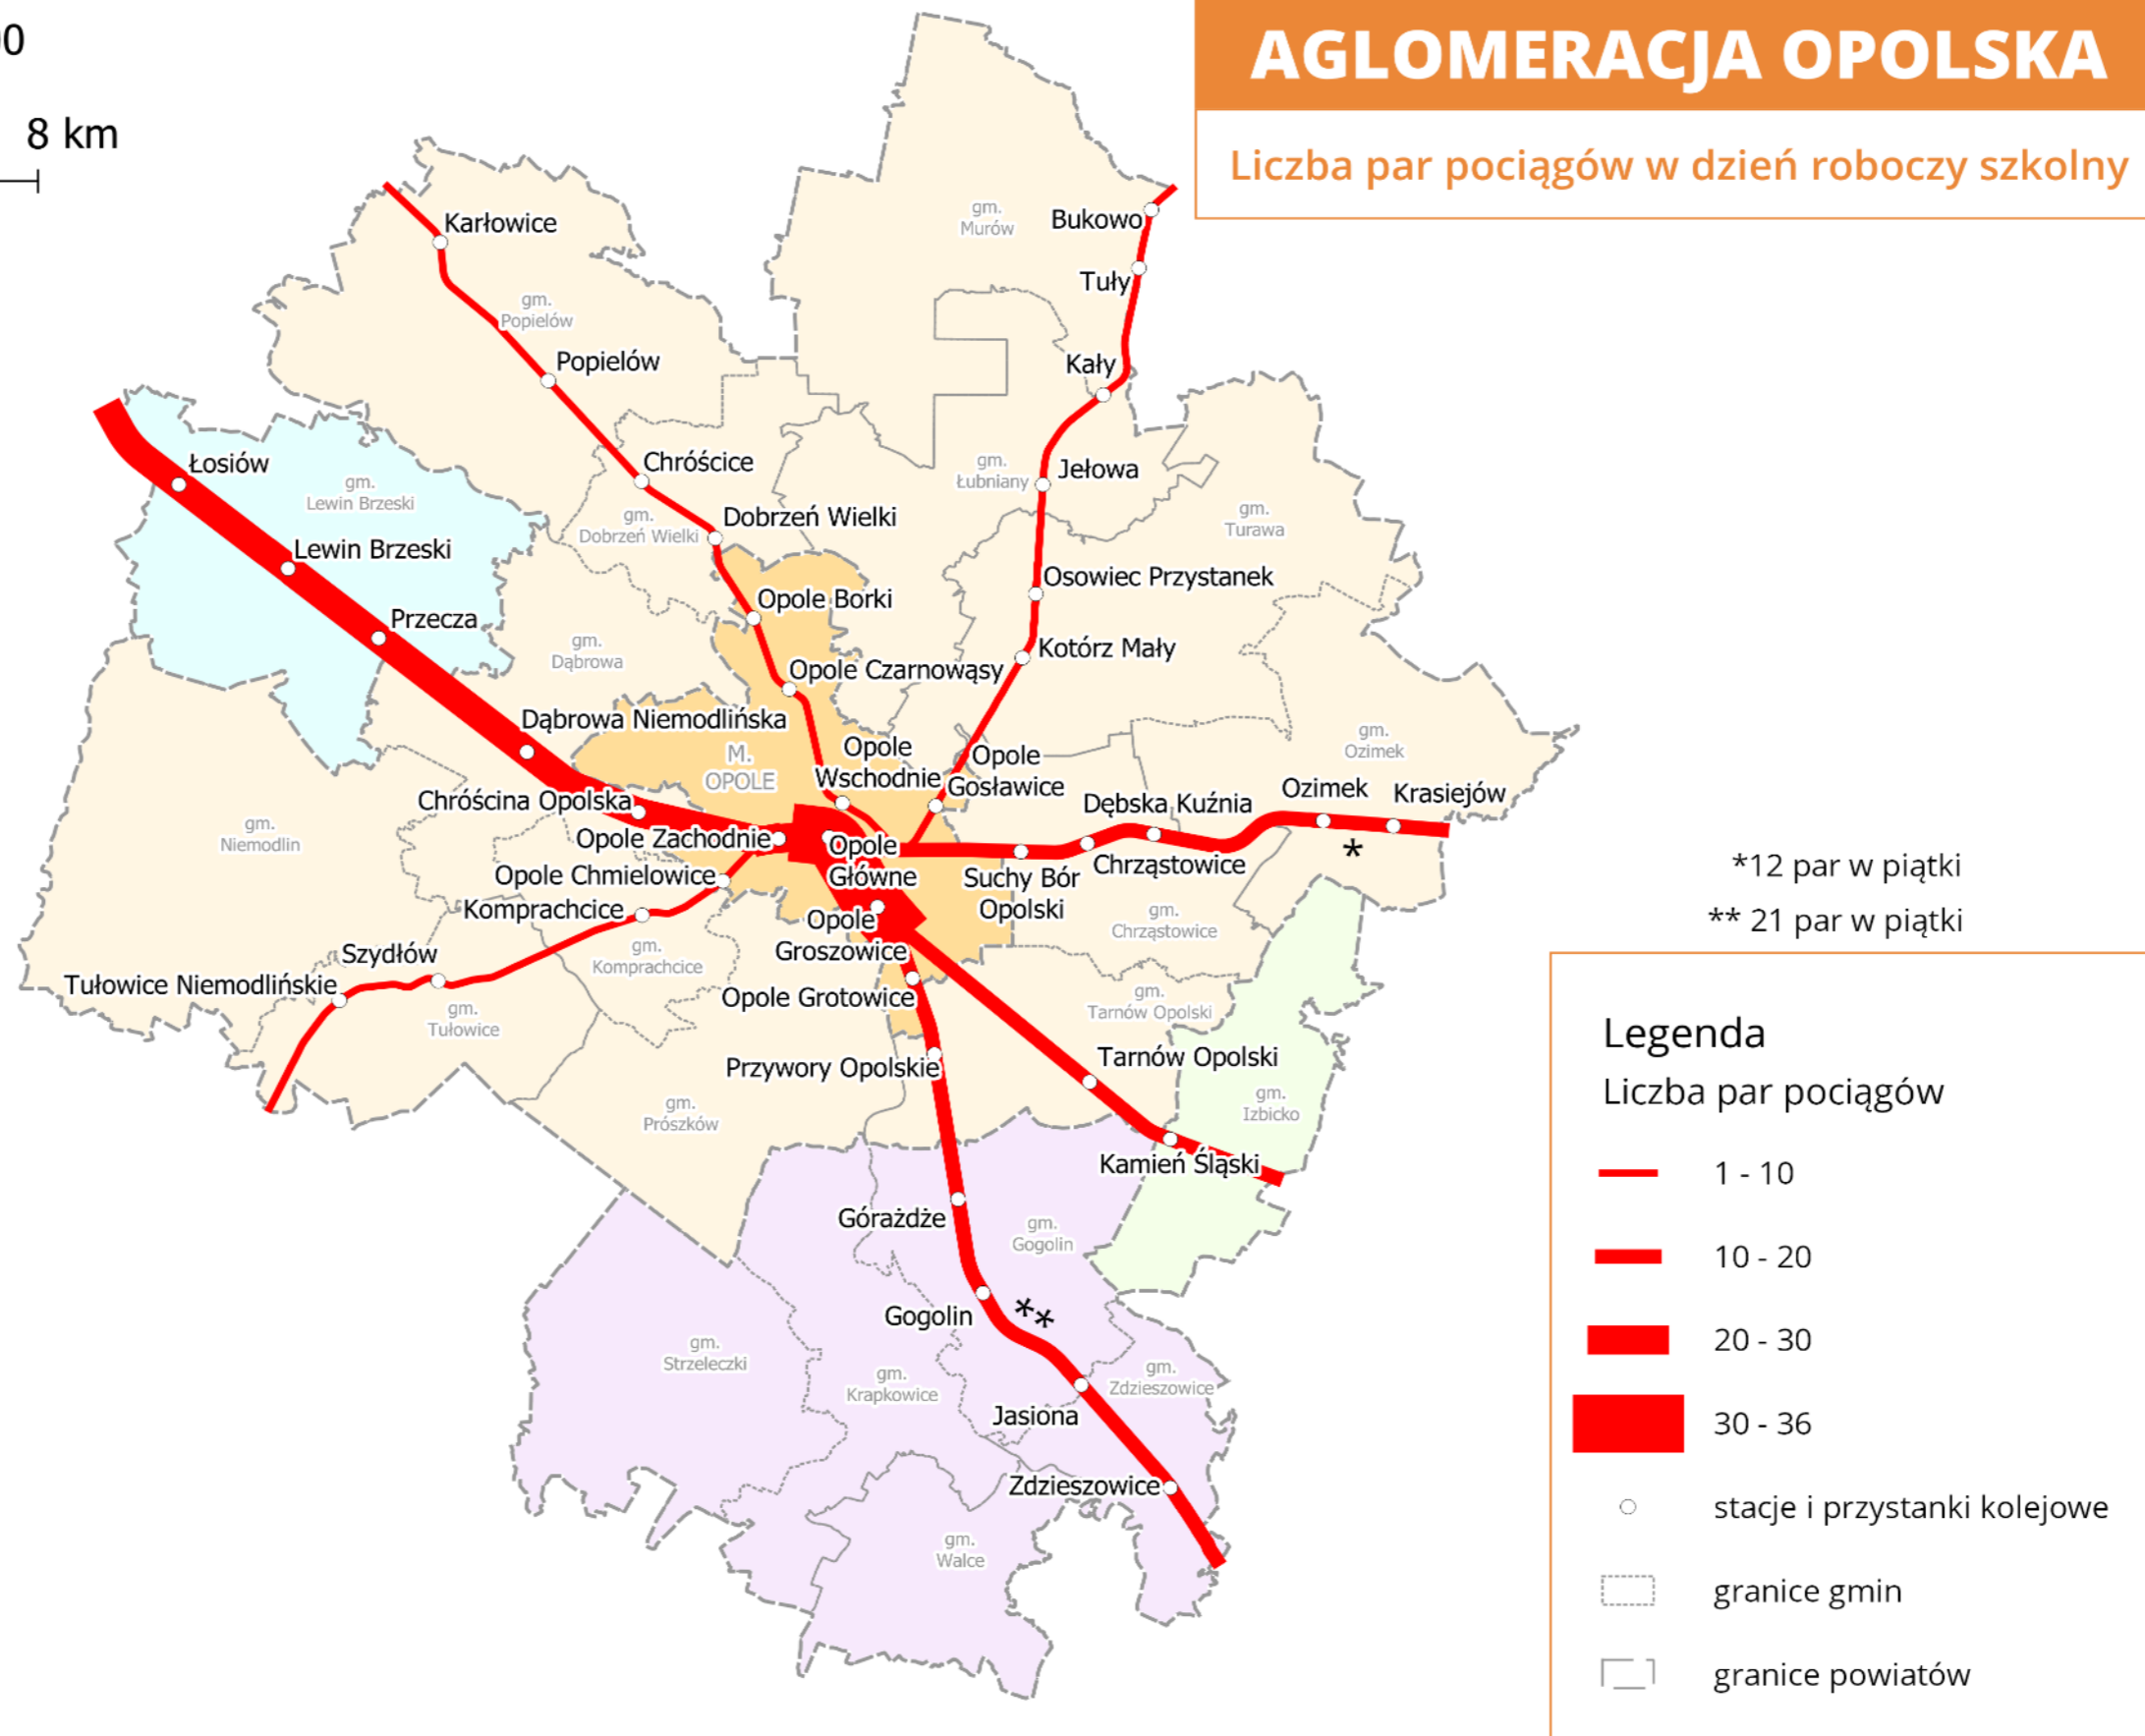 00
8 km
AGLOMERACJA OPOLSKA
Liczba par pociągów w dzień roboczy szkolny
Karłowice
gm.
Murów
Bukowo
Tuły
gm.
Popielów
Popielów
Kały
Łosiów
gm.
Lewin Brzeski
Chróścice
gm.
Łubniany
Jełowa
gm.
Dobrzeń Wielki
Dobrzeń Wielki
gm.
Turawa
Lewin Brzeski
Osowiec Przystanek
Opole Borki
Przecza
gm.
Dąbrowa
Kotórz Mały
Opole Czarnowąsy
Dąbrowa Niemodlińska
M.
OPOLE
Opole
Wschodnie
Opole
Gosławice
gm.
Ozimek
Ozimek
Krasiejów
Chróścina Opolska
Dębska Kuźnia
gm.
Niemodlin
Opole Zachodnie
Opole
Główne
Suchy Bór
Opolski
Chrząstowice
*
*12 par w piątki
** 21 par w piątki
Opole Chmielowice
Komprachcice
Opole
Groszowice
gm.
Chrząstowice
Szydłów
gm.
Komprachcice
Tułowice Niemodlińskie
gm.
Tułowice
Opole Grotowice
gm.
Tarnów Opolski
Przywory Opolskie
Tarnów Opolski
gm.
Prószków
gm.
Izbicko
Kamień Śląski
Górażdże
gm.
Gogolin
Gogolin
**
gm.
Strzeleczki
gm.
Krapkowice
gm.
Zdzieszowice
Jasiona
Zdzieszowice
gm.
Walce
Legenda
Liczba par pociągów
1 - 10
10 - 20
20 - 30
30 - 36
stacje i przystanki kolejowe
granice gmin
granice powiatów